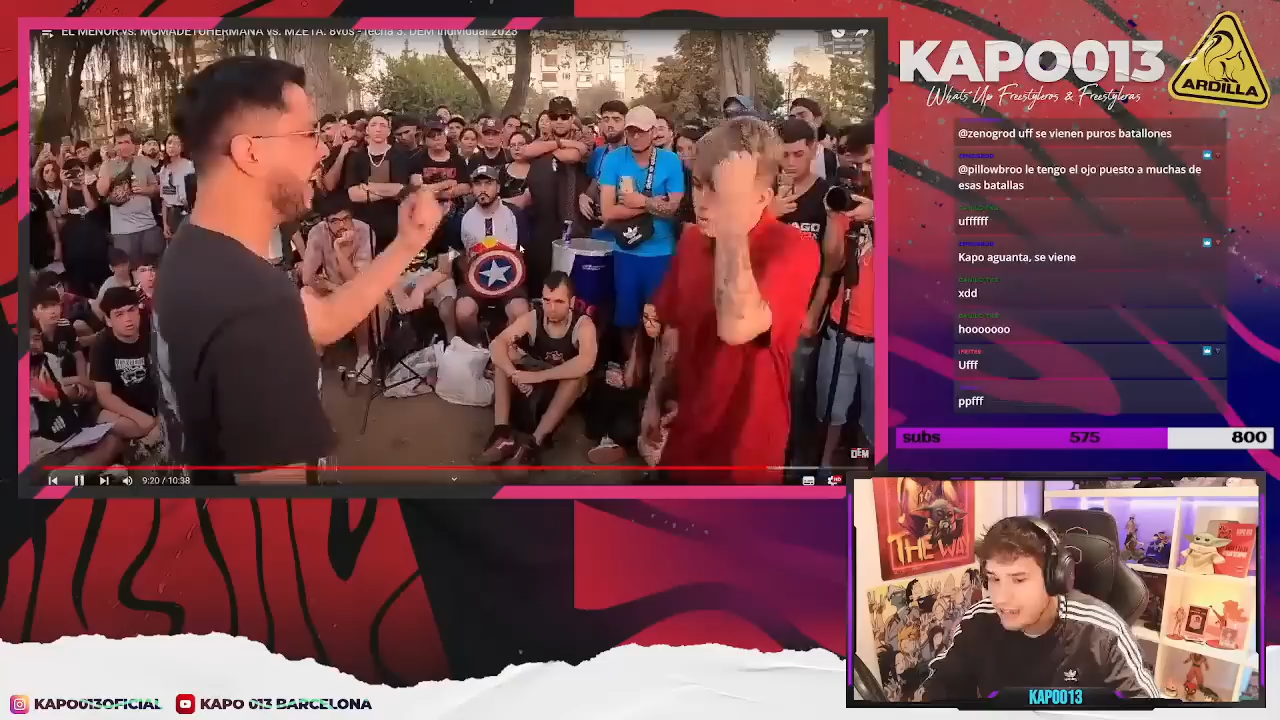 EL MENOR vs. MCMADETUHERMANA vs. MZETA. 8vos - fecha 3. DEM Individual 2023
KAPO013
Whats Up Freestyleros & Freestyleras
ARDILLA
@zenogrod uff se vienen puros batallones
@pillowbroo le tengo el ojo puesto a muchas de
esas batallas
uffffff
Kapo aguanta, se viene
xdd
hooooooo
Ufff
ppfff
subs 575 800
DEM
9:20 / 10:38
HD
THE WAY
KAPO013
KAPO013OFICIAL
KAPO 013 BARCELONA